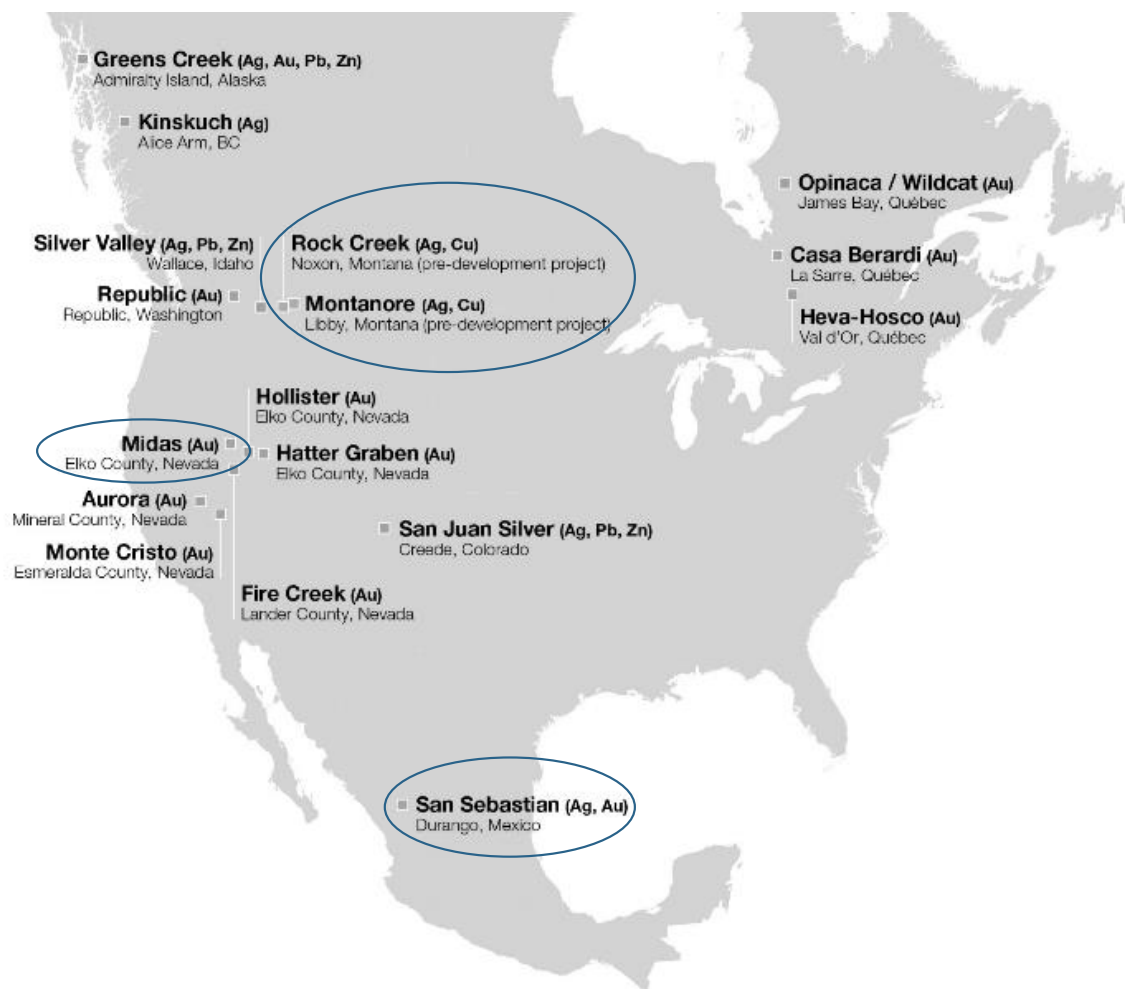 Greens Creek (Ag, Au, Pb, Zn)
Admiralty Island, Alaska
Kinskuch (Ag)
Alice Arm, BC
Opinaca / Wildcat (Au)
James Bay, Québec
Silver Valley (Ag, Pb, Zn)
Wallace, Idaho
Rock Creek (Ag, Cu)
Noxon, Montana (pre-development project)
Casa Berardi (Au)
La Sarre, Québec
Republic (Au)
Republic, Washington
Montanore (Ag, Cu)
Libby, Montana (pre-development project)
Heva-Hosco (Au)
Val d'Or, Québec
Hollister (Au)
Elko County, Nevada
Midas (Au)
Elko County, Nevada
Hatter Graben (Au)
Elko County, Nevada
Aurora (Au)
Mineral County, Nevada
San Juan Silver (Ag, Pb, Zn)
Creede, Colorado
Monte Cristo (Au)
Esmeralda County, Nevada
Fire Creek (Au)
Lander County, Nevada
San Sebastian (Ag, Au)
Durango, Mexico